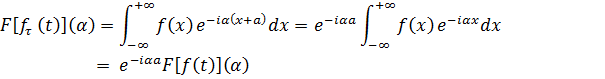 F[f_τ (t)](α) = ∫_{−∞}^{+∞} f(x) e^{−iα(x+a)} dx = e^{−iαa} ∫_{−∞}^{+∞} f(x) e^{−iαx} dx
= e^{−iαa} F[f(t)](α)